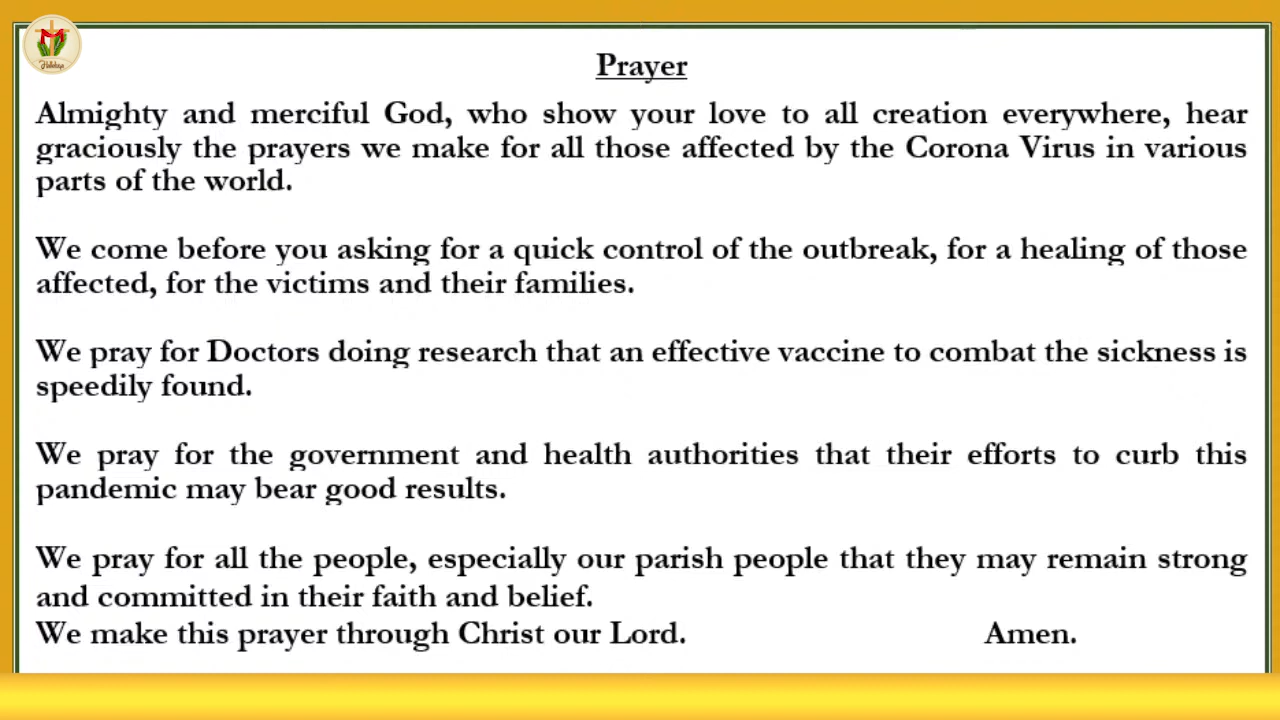 Prayer
Almighty and merciful God, who show your love to all creation everywhere, hear
graciously the prayers we make for all those affected by the Corona Virus in various
parts of the world.
We come before you asking for a quick control of the outbreak, for a healing of those
affected, for the victims and their families.
We pray for Doctors doing research that an effective vaccine to combat the sickness is
speedily found.
We pray for the government and health authorities that their efforts to curb this
pandemic may bear good results.
We pray for all the people, especially our parish people that they may remain strong
and committed in their faith and belief.
We make this prayer through Christ our Lord. Amen.